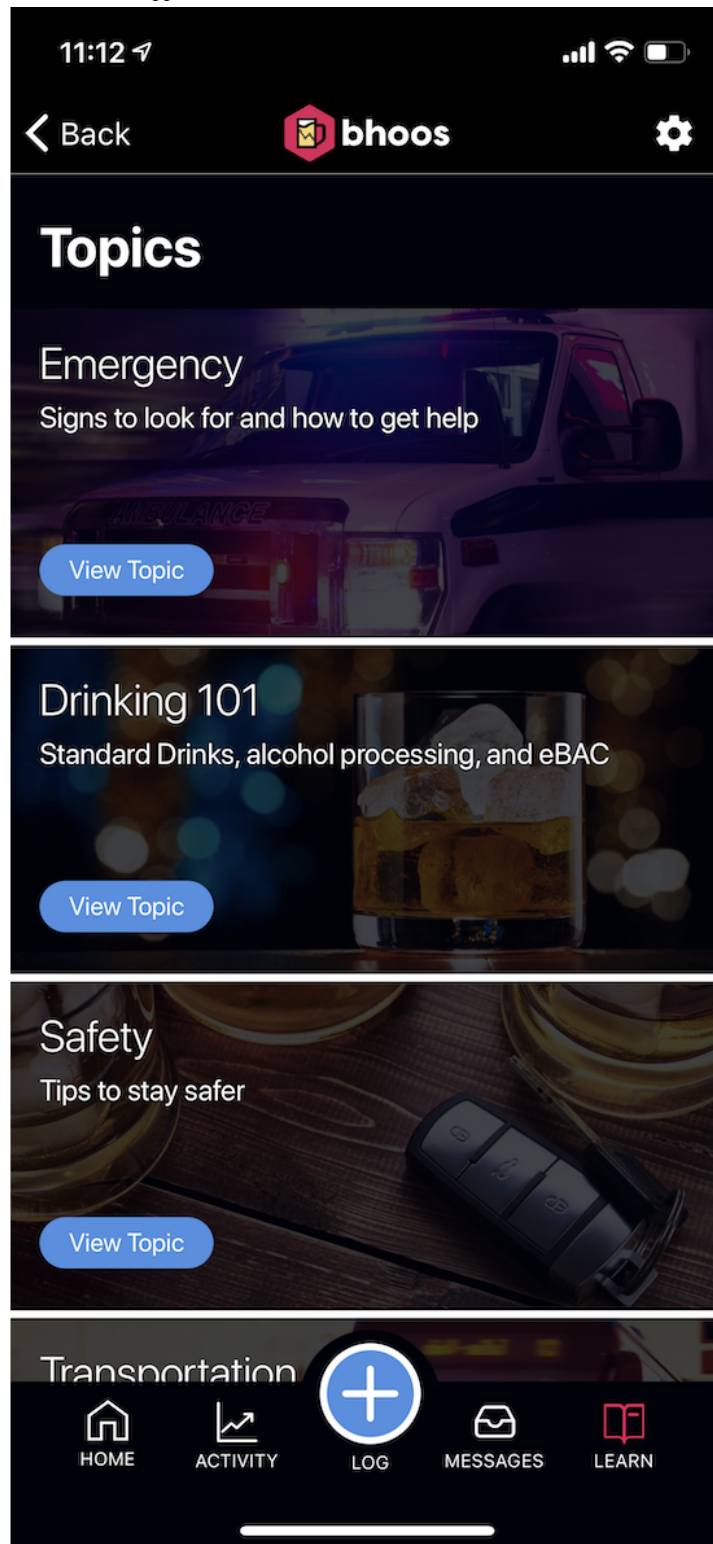 11:12
Back
bhoos
Topics
Emergency
Signs to look for and how to get help
AMBULANCE
View Topic
Drinking 101
Standard Drinks, alcohol processing, and eBAC
View Topic
Safety
Tips to stay safer
View Topic
Transportation
HOME
ACTIVITY
LOG
MESSAGES
LEARN